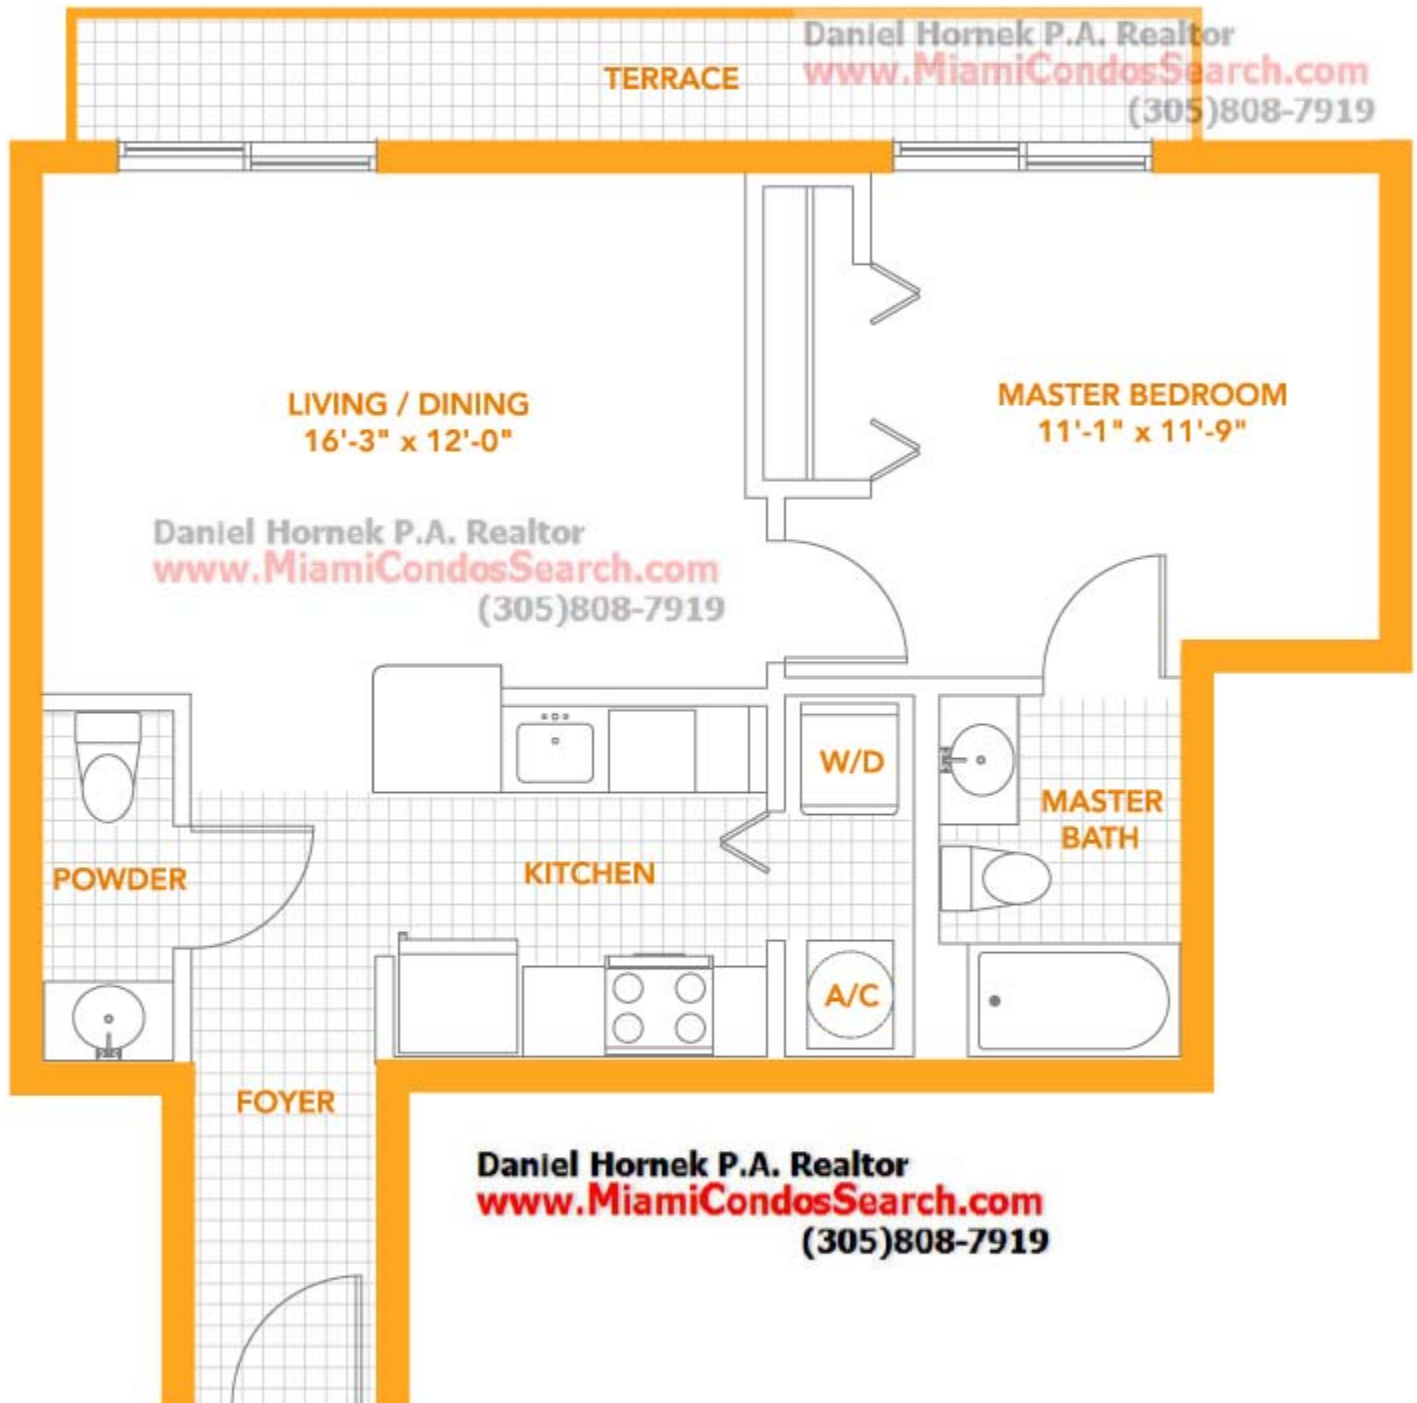 Daniel Hornek P.A. Realtor
www.MiamiCondosSearch.com
(305)808-7919
TERRACE
LIVING / DINING
16'-3" x 12'-0"
MASTER BEDROOM
11'-1" x 11'-9"
Daniel Hornek P.A. Realtor
www.MiamiCondosSearch.com
(305)808-7919
W/D
MASTER
BATH
POWDER
KITCHEN
A/C
FOYER
Daniel Hornek P.A. Realtor
www.MiamiCondosSearch.com
(305)808-7919